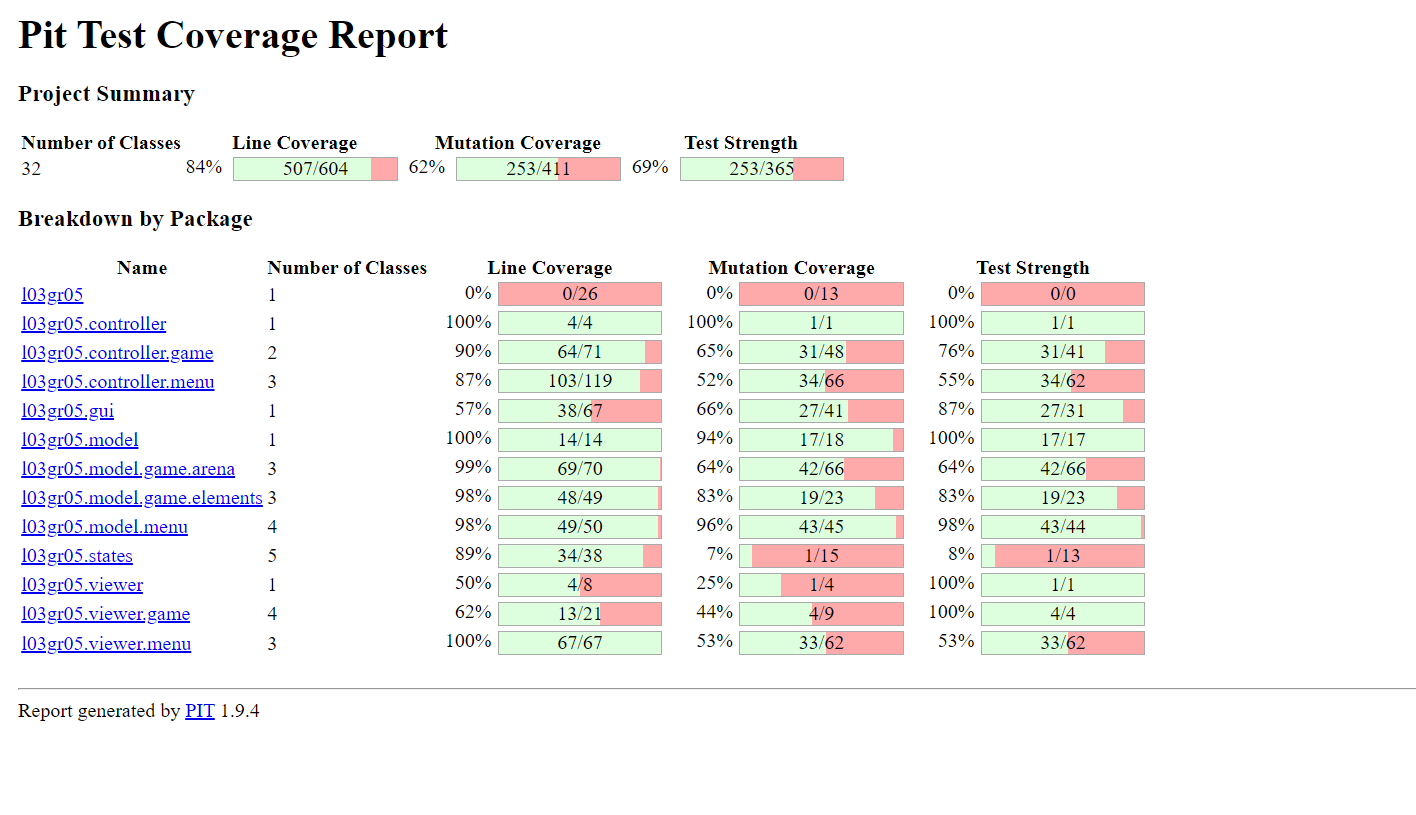 Pit Test Coverage Report
Project Summary
Number of Classes Line Coverage Mutation Coverage Test Strength
32 84% 507/604 62% 253/411 69% 253/365
Breakdown by Package
Name Number of Classes Line Coverage Mutation Coverage Test Strength
l03gr05 1 0% 0/26 0% 0/13 0% 0/0
l03gr05.controller 1 100% 4/4 100% 1/1 100% 1/1
l03gr05.controller.game 2 90% 64/71 65% 31/48 76% 31/41
l03gr05.controller.menu 3 87% 103/119 52% 34/66 55% 34/62
l03gr05.gui 1 57% 38/67 66% 27/41 87% 27/31
l03gr05.model 1 100% 14/14 94% 17/18 100% 17/17
l03gr05.model.game.arena 3 99% 69/70 64% 42/66 64% 42/66
l03gr05.model.game.elements 3 98% 48/49 83% 19/23 83% 19/23
l03gr05.model.menu 4 98% 49/50 96% 43/45 98% 43/44
l03gr05.states 5 89% 34/38 7% 1/15 8% 1/13
l03gr05.viewer 1 50% 4/8 25% 1/4 100% 1/1
l03gr05.viewer.game 4 62% 13/21 44% 4/9 100% 4/4
l03gr05.viewer.menu 3 100% 67/67 53% 33/62 53% 33/62
Report generated by PIT 1.9.4